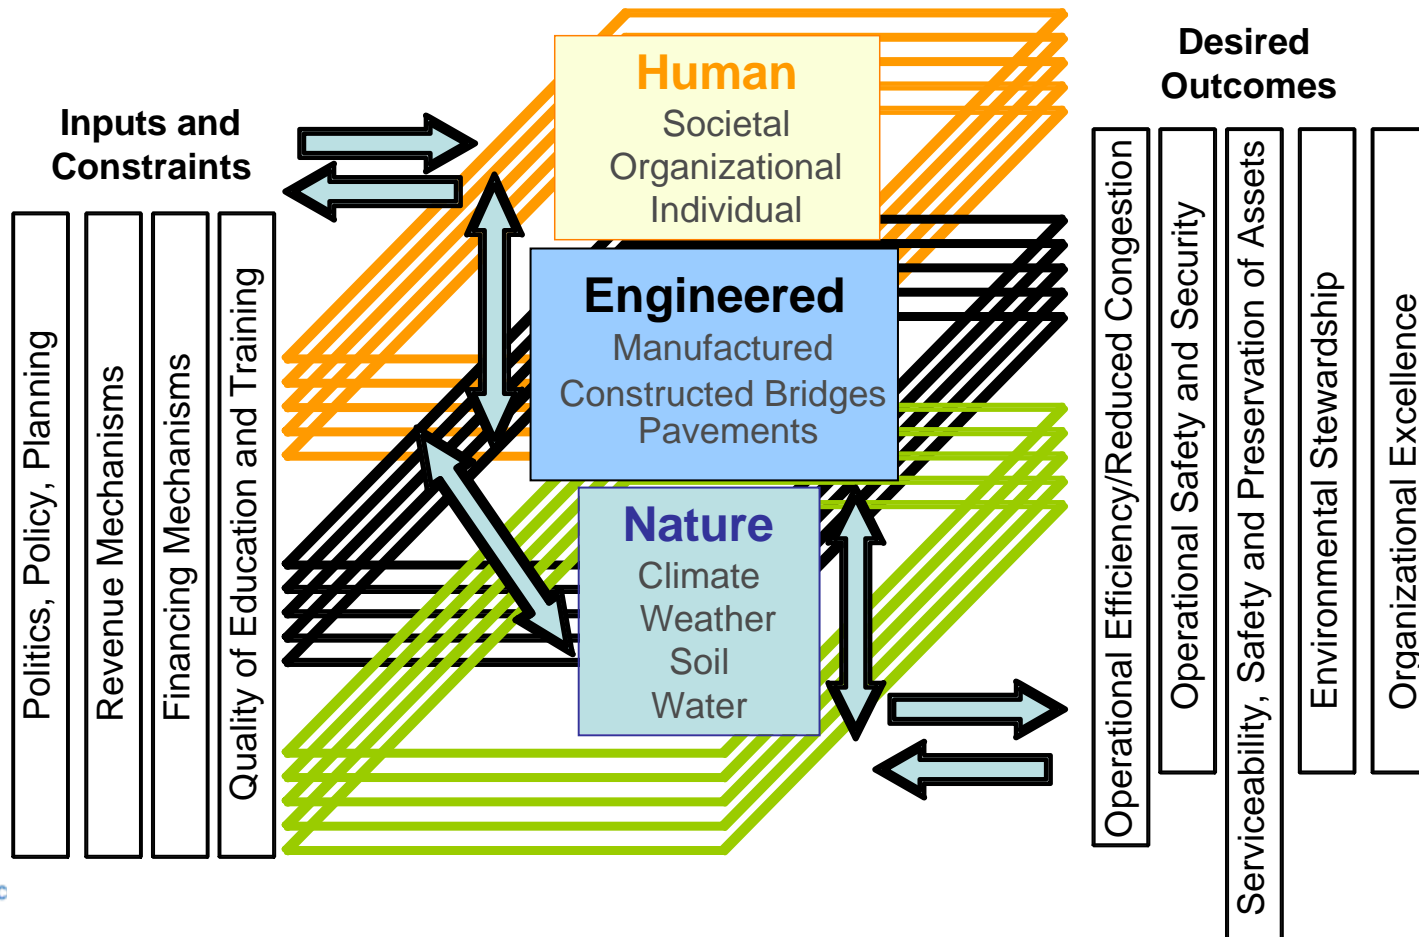 Inputs and
Constraints
Politics, Policy, Planning
Revenue Mechanisms
Financing Mechanisms
Quality of Education and Training
Human
Societal
Organizational
Individual
Engineered
Manufactured
Constructed Bridges
Pavements
Nature
Climate
Weather
Soil
Water
Desired
Outcomes
Operational Efficiency/Reduced Congestion
Operational Safety and Security
Serviceability, Safety and Preservation of Assets
Environmental Stewardship
Organizational Excellence